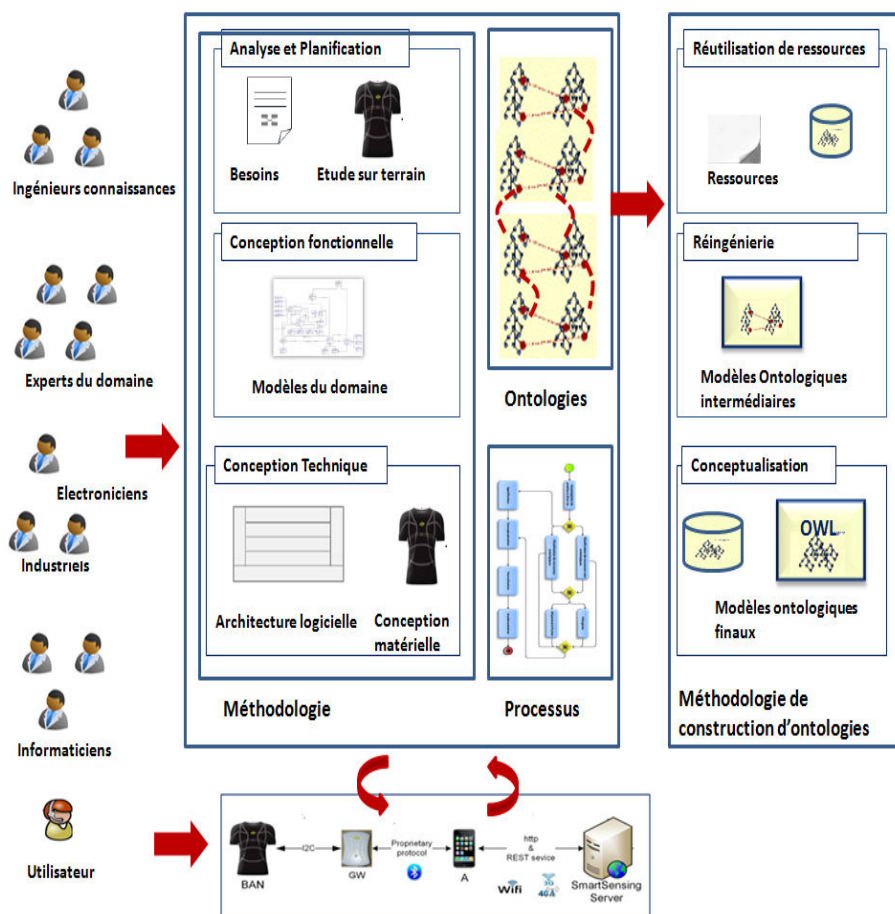 Ingénieurs connaissances
Experts du domaine
Electroniciens
Industriels
Informaticiens
Utilisateur
Analyse et Planification
Besoins
Etude sur terrain
Conception fonctionnelle
Modèles du domaine
Conception Technique
Architecture logicielle
Conception
matérielle
Méthodologie
Ontologies
Processus
Réutilisation de ressources
Ressources
Réingénierie
Modèles Ontologiques
intermédiaires
Conceptualisation
OWL
Modèles ontologiques
finaux
Méthodologie de
construction d'ontologies
BAN
I2C
GW
Proprietary
protocol
A
http
&
REST sevice
Wifi
3G
4G
SmartSensing
Server